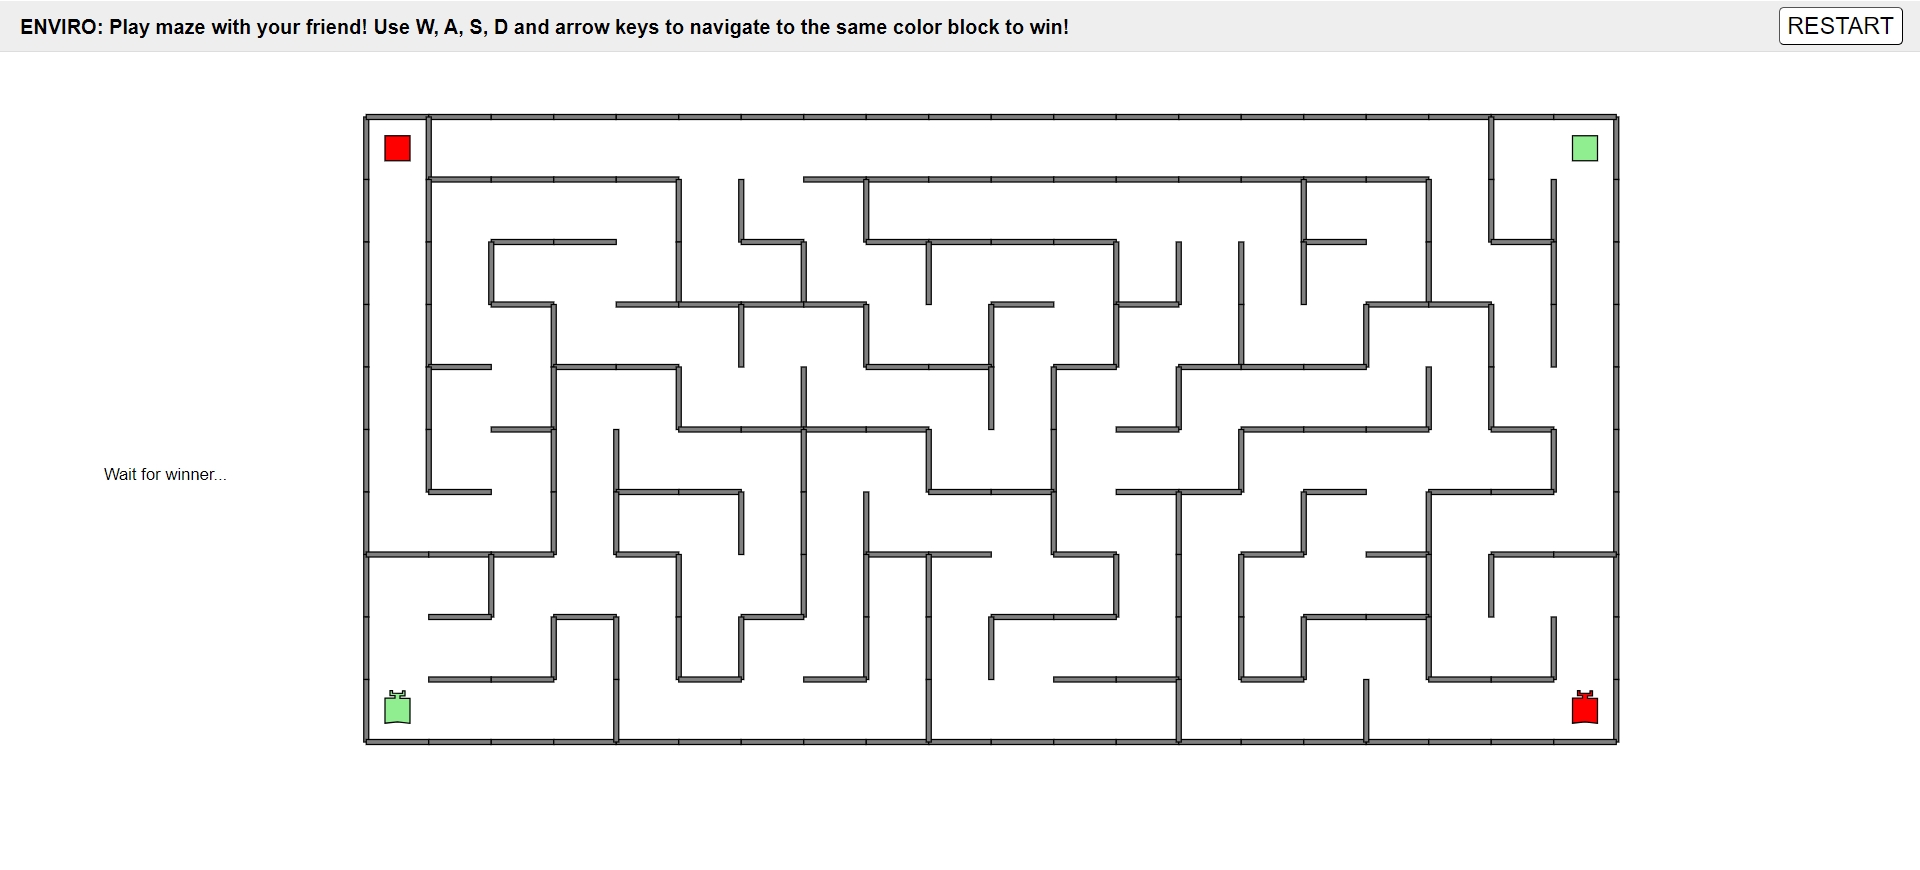 ENVIRO: Play maze with your friend! Use W, A, S, D and arrow keys to navigate to the same color block to win!
RESTART
Wait for winner...